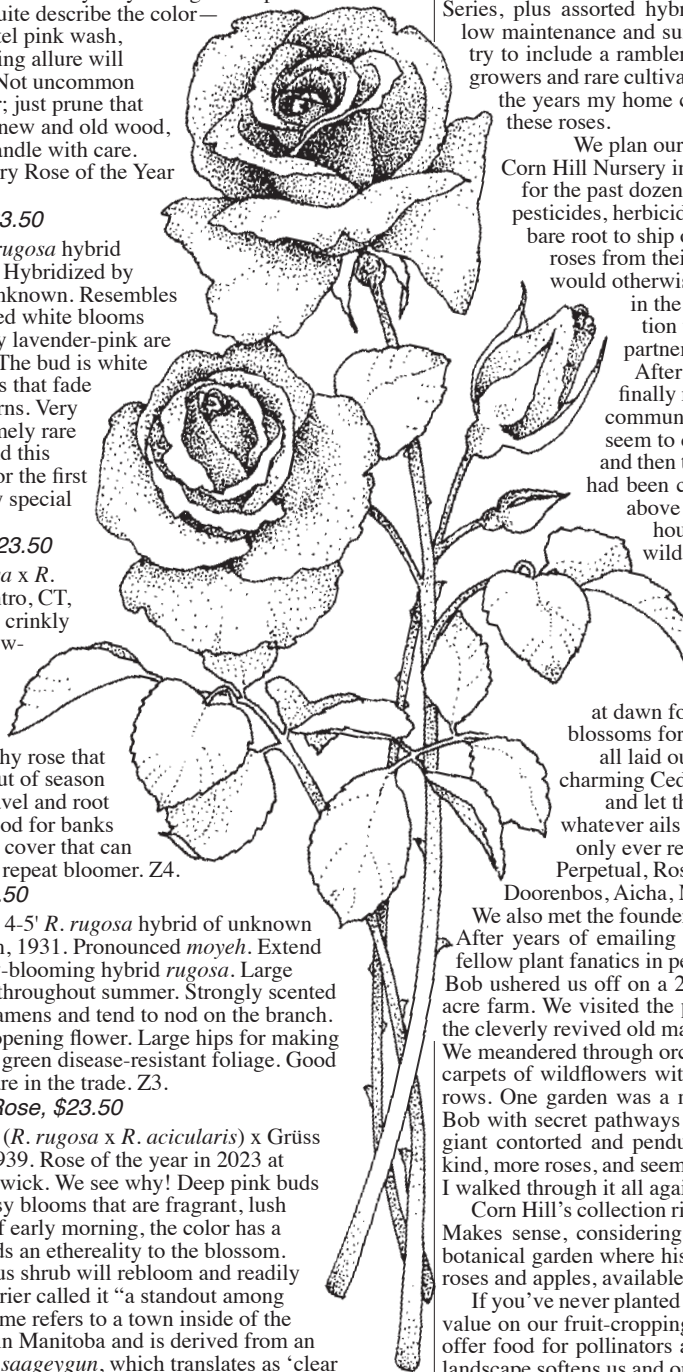 uite describe the color—
tel pink wash,
ing allure will
Not uncommon
r; just prune that
new and old wood,
andle with care.
ry Rose of the Year
3.50
rugosa hybrid
Hybridized by
nknown. Resembles
ed white blooms
y lavender-pink are
The bud is white
s that fade
rns. Very
mely rare
d this
or the first
y special
23.50
a x R.
ntro, CT,
crinkly
w-
hy rose that
ut of season
avel and root
od for banks
cover that can
repeat bloomer. Z4.
.50
4-5' R. rugosa hybrid of unknown
n, 1931. Pronounced moyeh. Extend
-blooming hybrid rugosa. Large
throughout summer. Strongly scented
amens and tend to nod on the branch.
opening flower. Large hips for making
green disease-resistant foliage. Good
are in the trade. Z3.
Rose, $23.50
(R. rugosa x R. acicularis) x Grüss
939. Rose of the year in 2023 at
wick. We see why! Deep pink buds
sy blooms that are fragrant, lush
f early morning, the color has a
ds an ethereality to the blossom.
us shrub will rebloom and readily
rier called it “a standout among
me refers to a town inside of the
in Manitoba and is derived from an
saageygun, which translates as ‘clear
Series, plus assorted hybr
low maintenance and su
try to include a rambler
growers and rare cultiva
the years my home c
these roses.
We plan our
Corn Hill Nursery in
for the past dozen
pesticides, herbicid
bare root to ship o
roses from thei
would otherwis
in the
tion
partner
After
finally
commun
seem to
and then t
had been c
above
hou
wild
at dawn fo
blossoms for
all laid ou
charming Ced
and let th
whatever ails
only ever re
Perpetual, Ros
Doorenbos, Aicha, M
We also met the founder
After years of emailing
fellow plant fanatics in pe
Bob ushered us off on a 2
acre farm. We visited the p
the cleverly revived old ma
We meandered through orc
carpets of wildflowers wit
rows. One garden was a m
Bob with secret pathways
giant contorted and pendu
kind, more roses, and seem
I walked through it all agai
Corn Hill’s collection ri
Makes sense, considering
botanical garden where his
roses and apples, available
If you’ve never planted
value on our fruit-cropping
offer food for pollinators a
landscape softens us and o